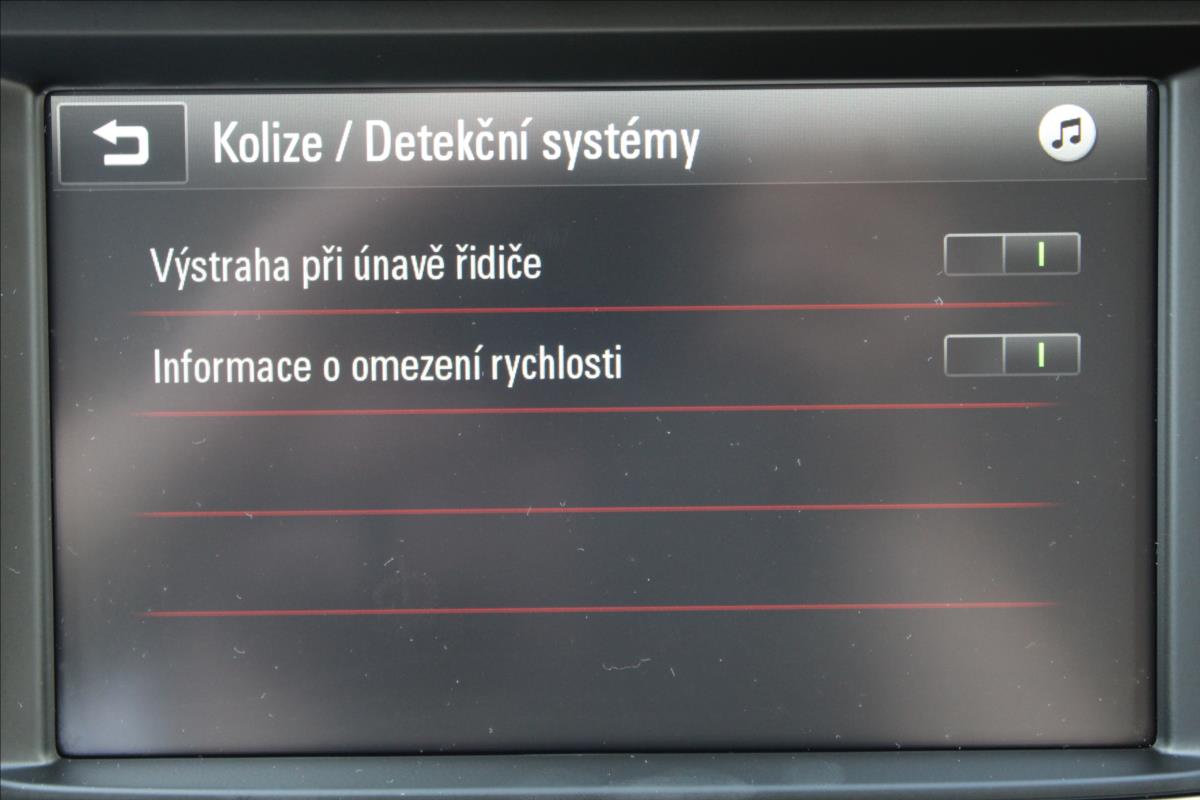 Kolize / Detekční systémy
Výstraha při únavě řidiče
Informace o omezení rychlosti